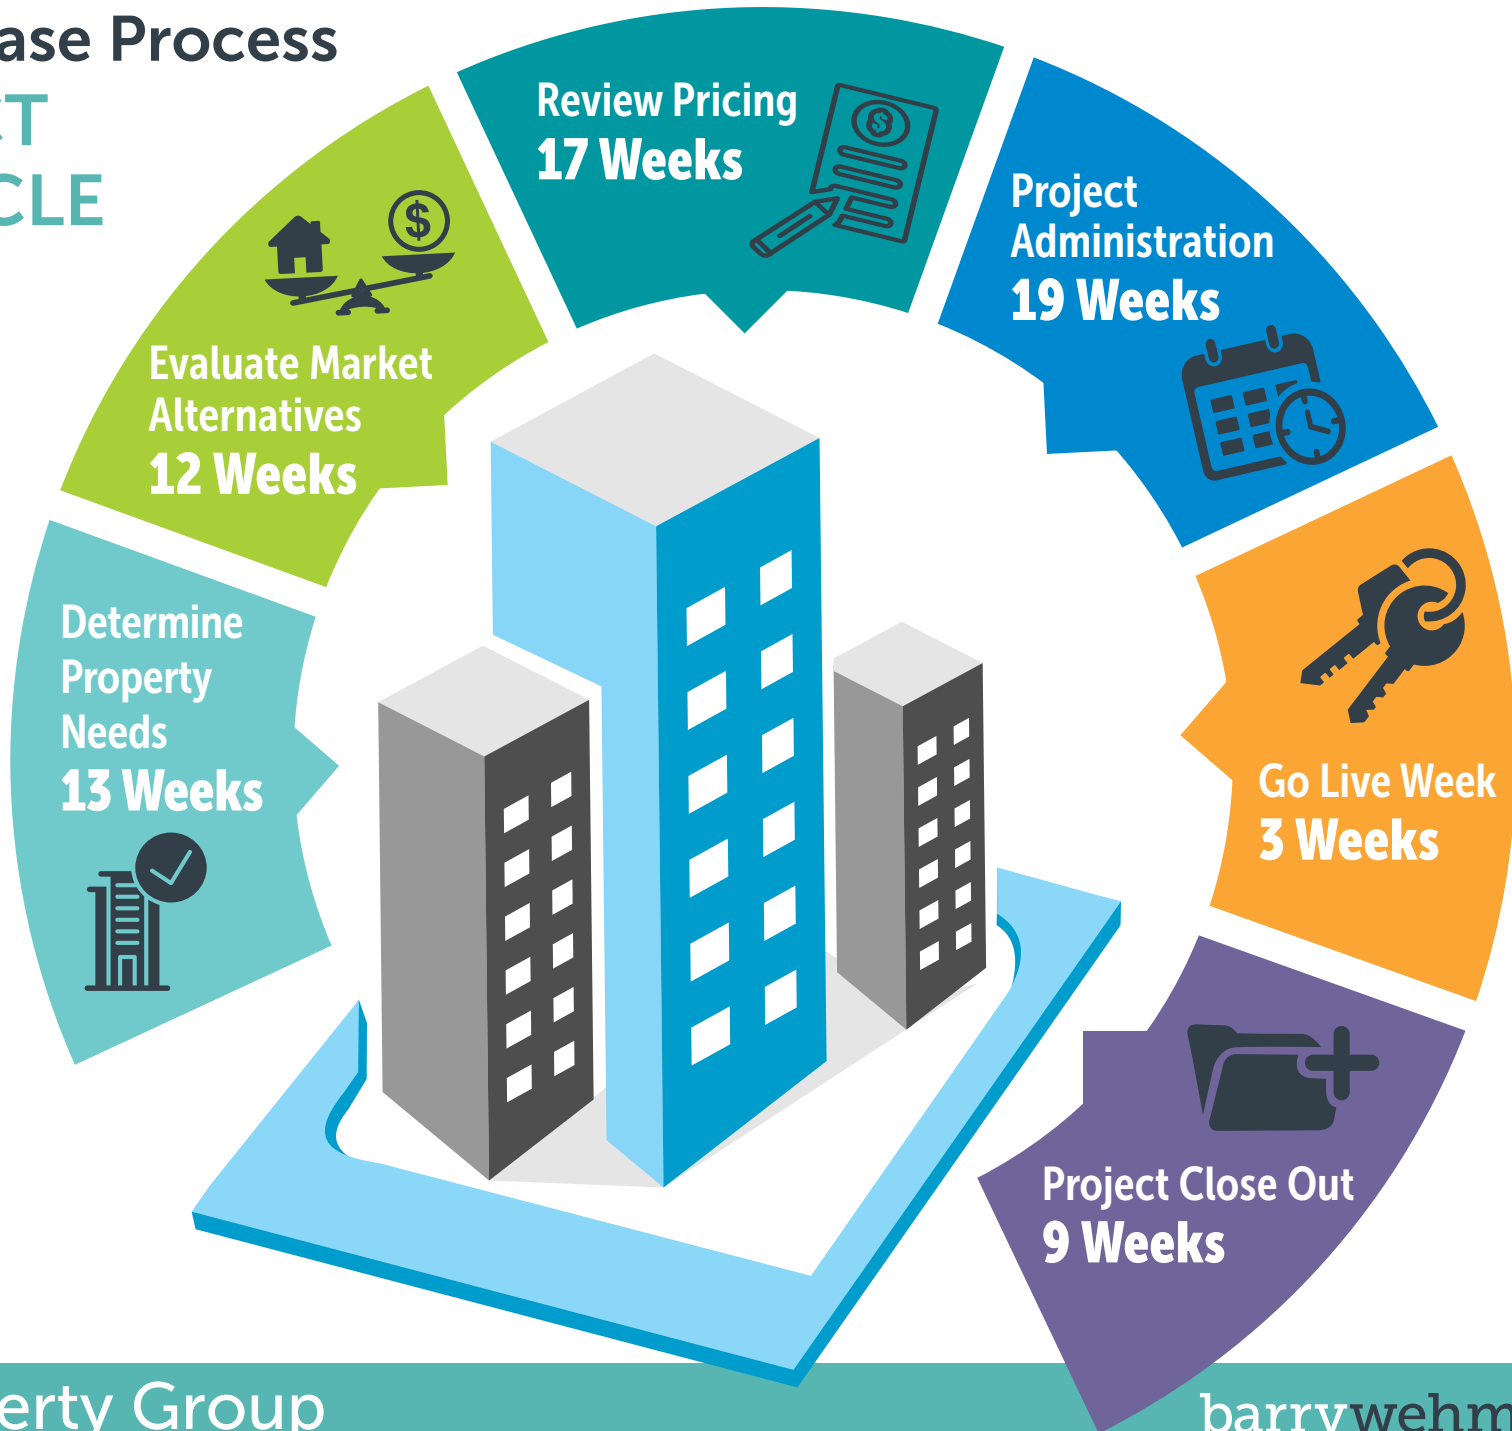 ase Process
CT
CLE
Review Pricing
17 Weeks
Project
Administration
19 Weeks
Evaluate Market
Alternatives
12 Weeks
Determine
Property
Needs
13 Weeks
Go Live Week
3 Weeks
Project Close Out
9 Weeks
erty Group
barrywehm